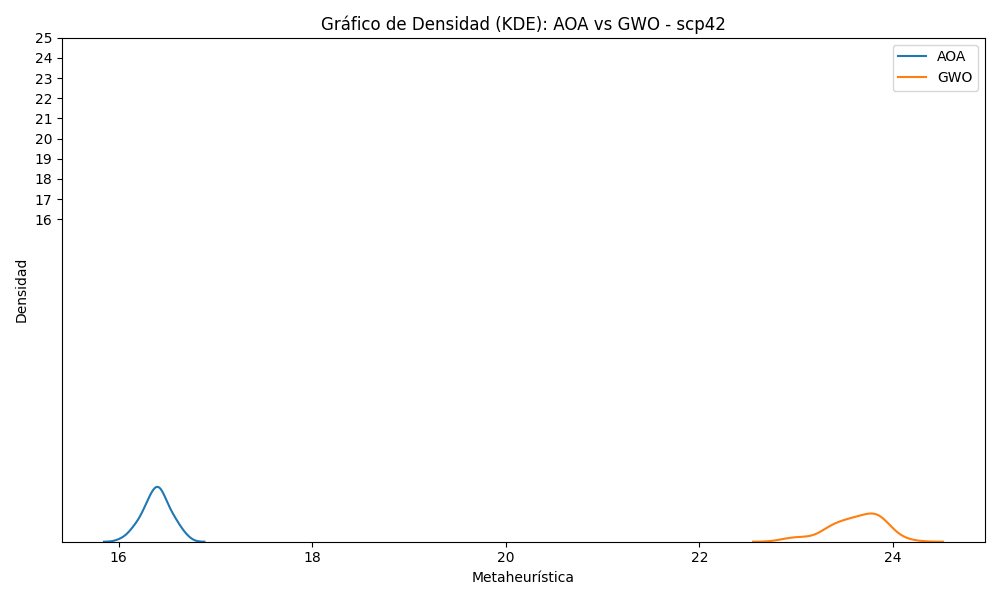 Gráfico de Densidad (KDE): AOA vs GWO - scp42
AOA
GWO
25
24
23
22
21
20
19
18
17
16
Densidad
16 18 20 22 24
Metaheurística